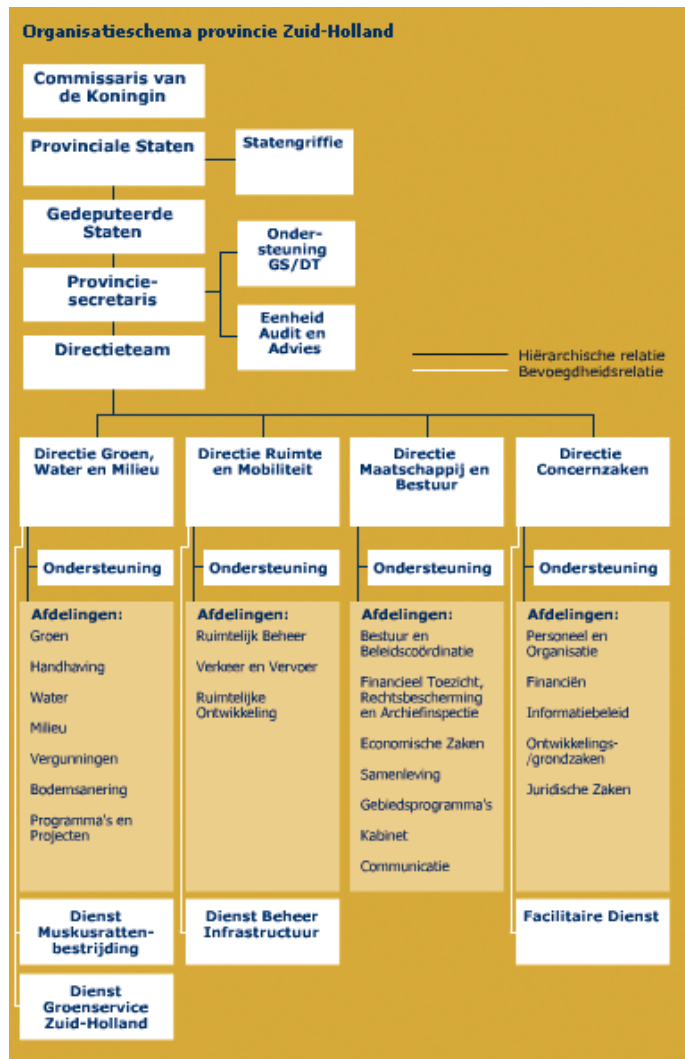 Organisatieschema provincie Zuid-Holland
Commissaris van
de Koningin
Provinciale Staten
Statengriffie
Gedeputeerde
Staten
Onder-
steuning
GS/DT
Provincie-
secretaris
Eenheid
Audit en
Advies
Directieteam
Hiërarchische relatie
Bevoegdheidsrelatie
Directie Groen,
Water en Milieu
Directie Ruimte
en Mobiliteit
Directie
Maatschappij en
Bestuur
Directie
Concernzaken
Ondersteuning
Ondersteuning
Ondersteuning
Ondersteuning
Afdelingen:
Groen
Handhaving
Water
Milieu
Vergunningen
Bodemsanering
Programma's en
Projecten
Afdelingen:
Ruimtelijk Beheer
Verkeer en Vervoer
Ruimtelijke
Ontwikkeling
Afdelingen:
Bestuur en
Beleidscoördinatie
Financieel Toezicht,
Rechtsbescherming
en Archiefinspectie
Economische Zaken
Samenleving
Gebiedsprogramma's
Kabinet
Communicatie
Afdelingen:
Personeel en
Organisatie
Financiën
Informatiebeleid
Ontwikkelings-
/grondzaken
Juridische Zaken
Dienst
Muskusratten-
bestrijding
Dienst Beheer
Infrastructuur
Facilitaire Dienst
Dienst
Groenservice
Zuid-Holland